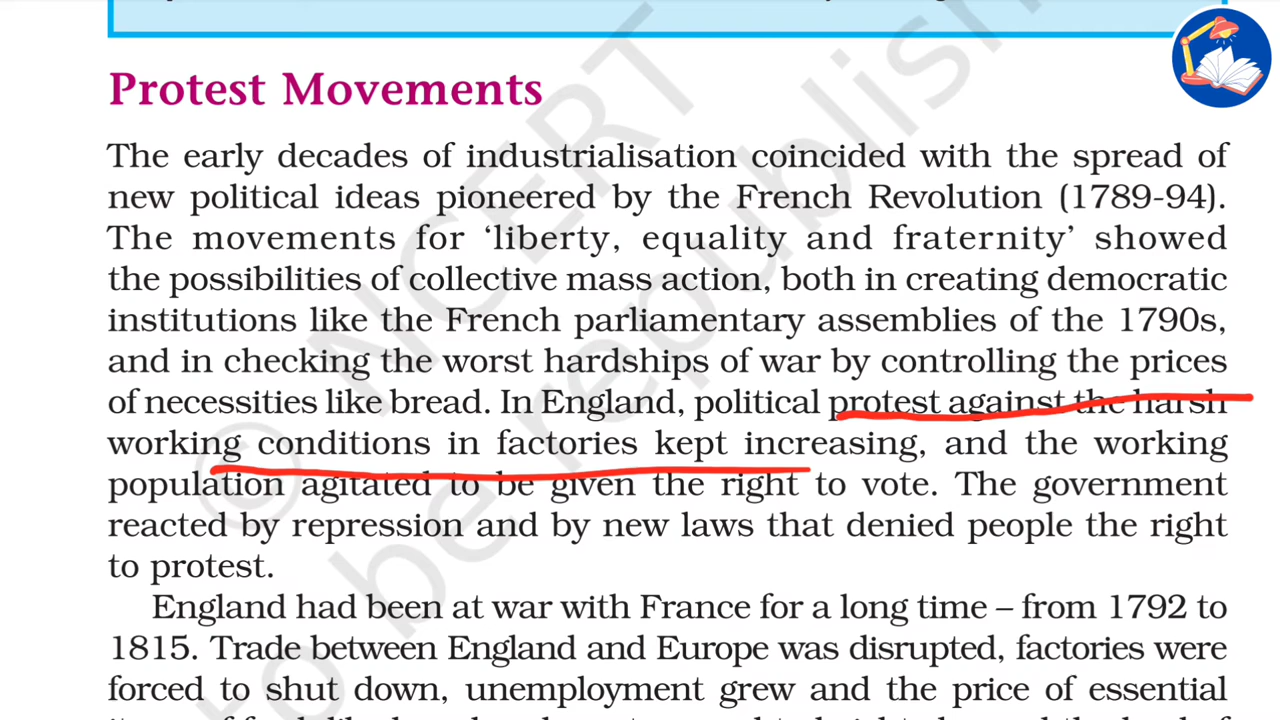 Protest Movements
The early decades of industrialisation coincided with the spread of
new political ideas pioneered by the French Revolution (1789-94).
The movements for ‘liberty, equality and fraternity’ showed
the possibilities of collective mass action, both in creating democratic
institutions like the French parliamentary assemblies of the 1790s,
and in checking the worst hardships of war by controlling the prices
of necessities like bread. In England, political protest against the harsh
working conditions in factories kept increasing, and the working
population agitated to be given the right to vote. The government
reacted by repression and by new laws that denied people the right
to protest.
England had been at war with France for a long time – from 1792 to
1815. Trade between England and Europe was disrupted, factories were
forced to shut down, unemployment grew and the price of essential
© NCERT
to be republish